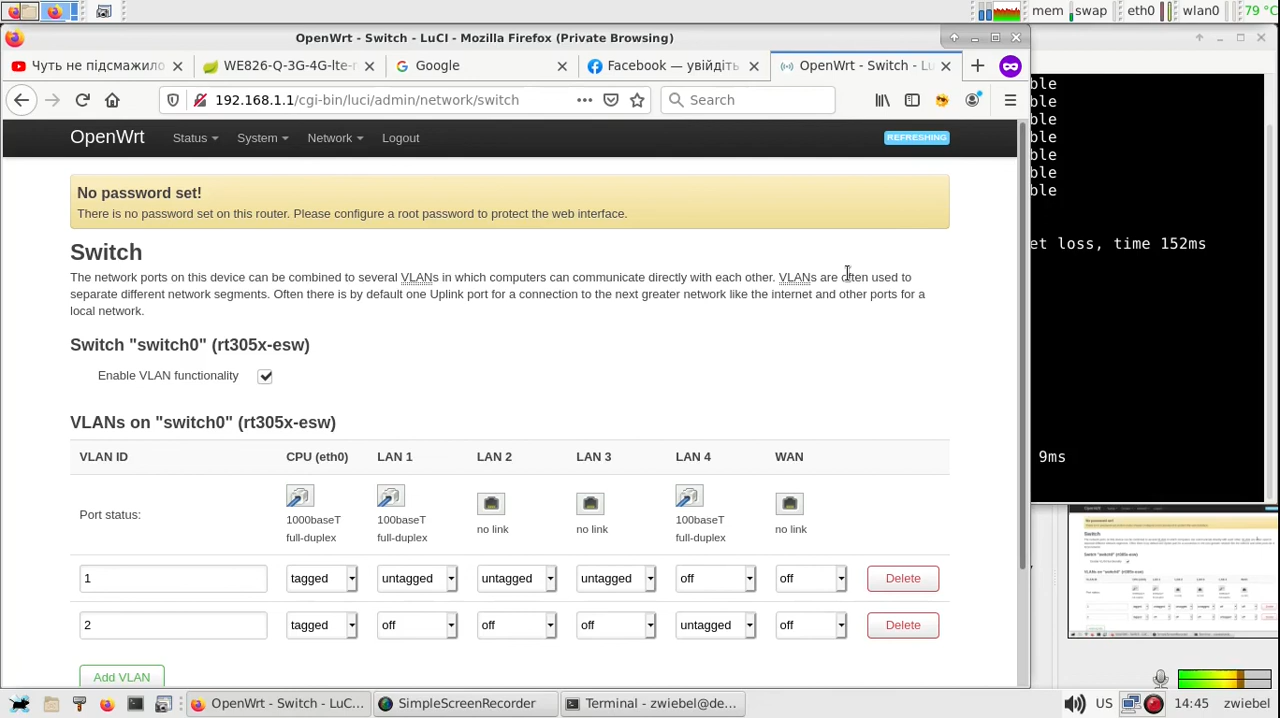 mem swap eth0 wlan0 79 °C
OpenWrt - Switch - LuCI - Mozilla Firefox (Private Browsing)
Чуть не підсмажило
WE826-Q-3G/4G-lte-r
Google
Facebook — увійдіть
OpenWrt - Switch - Lu
192.168.1.1/cgi-bin/luci/admin/network/switch
Search
OpenWrt Status System Network Logout REFRESHING
No password set!
There is no password set on this router. Please configure a root password to protect the web interface.
Switch
The network ports on this device can be combined to several VLANs in which computers can communicate directly with each other. VLANs are often used to
separate different network segments. Often there is by default one Uplink port for a connection to the next greater network like the internet and other ports for a
local network.
Switch "switch0" (rt305x-esw)
Enable VLAN functionality
VLANs on "switch0" (rt305x-esw)
VLAN ID CPU (eth0) LAN 1 LAN 2 LAN 3 LAN 4 WAN
Port status:
1000baseT 100baseT no link no link 100baseT no link
full-duplex full-duplex full-duplex
1 tagged untagged untagged untagged off off Delete
2 tagged off off off untagged off Delete
Add VLAN
ble
ble
ble
ble
ble
ble
ble
et loss, time 152ms
9ms
OpenWrt - Switch - LuC...
SimpleScreenRecorder
Terminal - zwiebel@de...
US
14:45
zwiebel